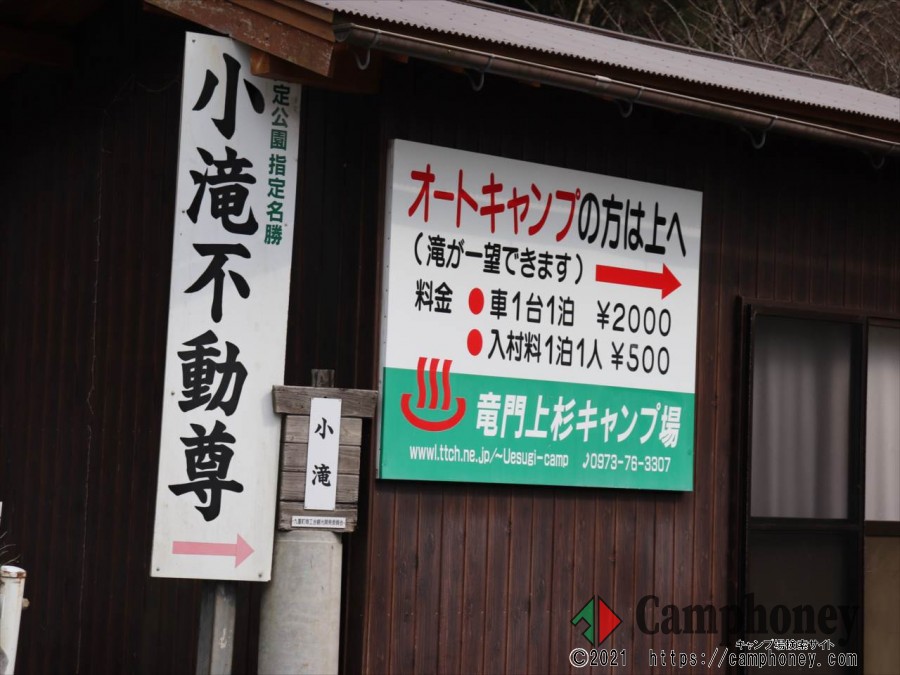 小滝不動尊
定公園 指定名勝
小滝
オートキャンプの方は上へ
(滝が一望できます)
料金 ●車1台1泊 ¥2000
●入村料1泊1人 ¥500
竜門上杉キャンプ場
www1.ttcn.ne.jp/~Uesugi-camp ♪0973-76-3307
Camphoney
キャンプ場検索サイト
©2021 https://camphoney.com